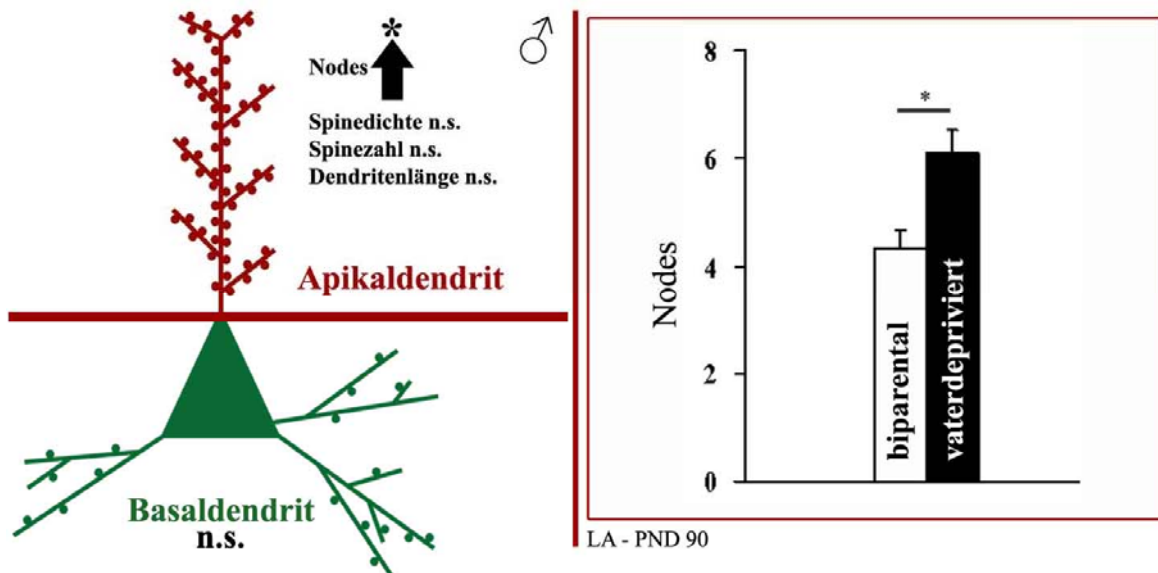 *
♂
Nodes
Spinedichte n.s.
Spinezahl n.s.
Dendritenlänge n.s.
Apikaldendrit
Basaldendrit
n.s.
8
6
4
2
0
Nodes
*
biparental
vaterdepriviert
LA - PND 90